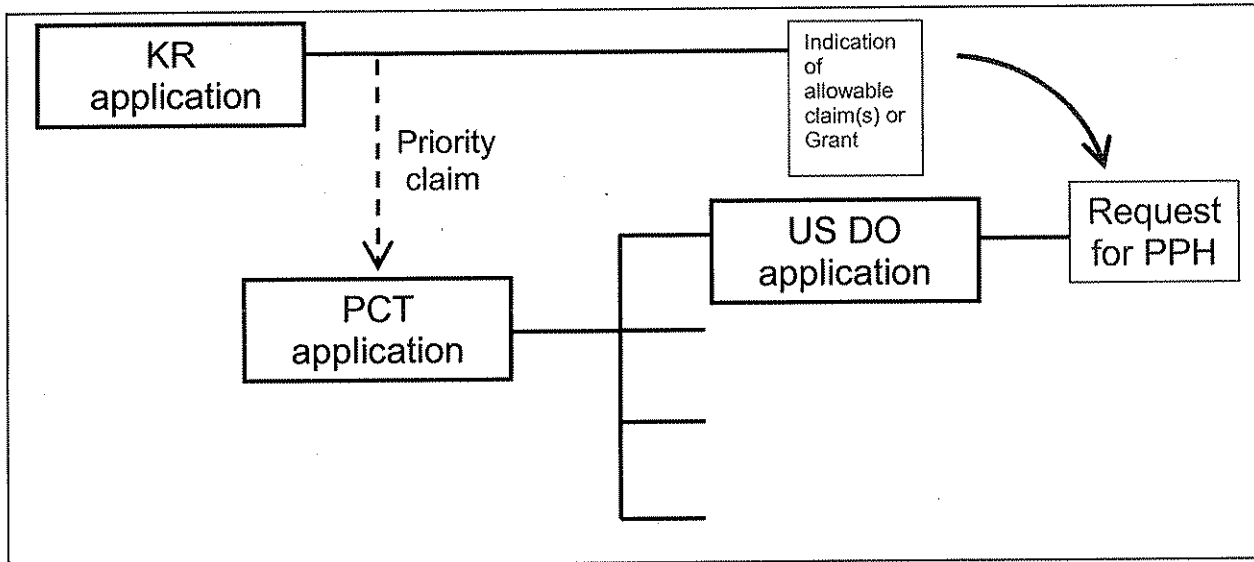 KR
application
Indication
of
allowable
claim(s) or
Grant
Priority
claim
US DO
application
Request
for PPH
PCT
application